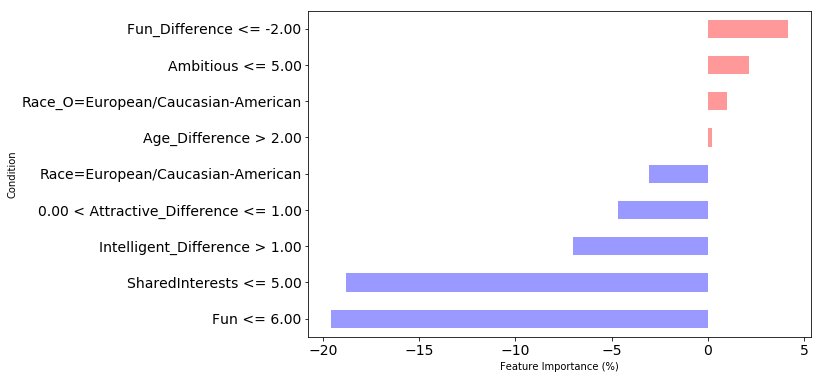 Fun_Difference <= -2.00
Ambitious <= 5.00
Race_O=European/Caucasian-American
Age_Difference > 2.00
Race=European/Caucasian-American
0.00 < Attractive_Difference <= 1.00
Intelligent_Difference > 1.00
SharedInterests <= 5.00
Fun <= 6.00
Condition
−20 −15 −10 −5 0 5
Feature Importance (%)